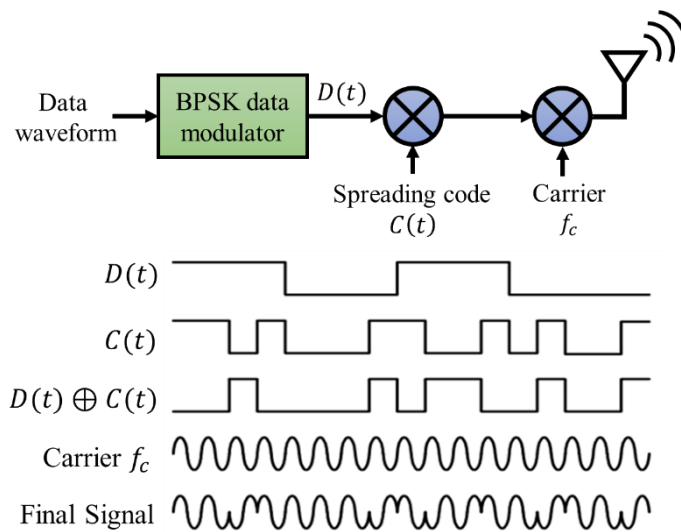 Data
waveform
BPSK data
modulator
D(t)
Spreading code
C(t)
Carrier
f_c
D(t)
C(t)
D(t) ⊕ C(t)
Carrier f_c
Final Signal